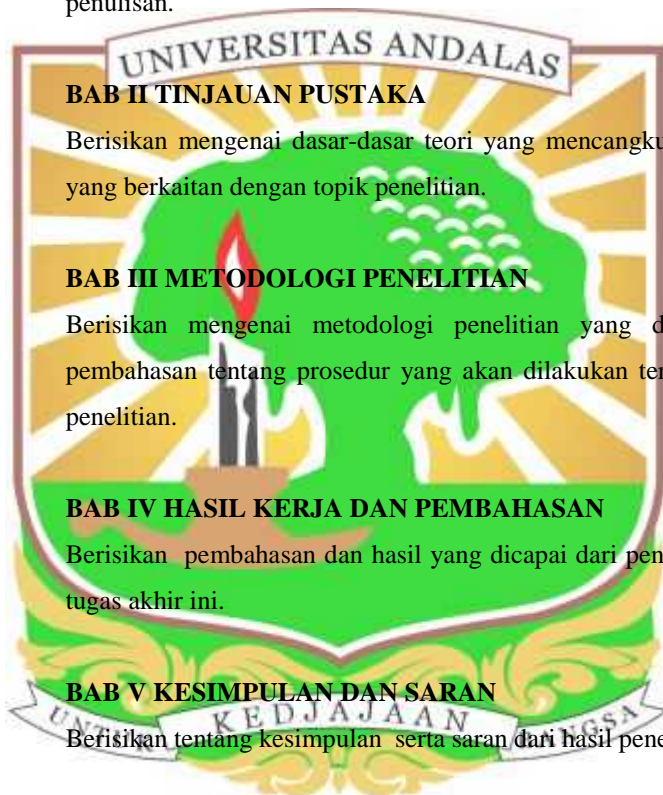 penulisan.
UNIVERSITAS ANDALAS
BAB II TINJAUAN PUSTAKA
Berisikan mengenai dasar-dasar teori yang mencangku
yang berkaitan dengan topik penelitian.
BAB III METODOLOGI PENELITIAN
Berisikan mengenai metodologi penelitian yang d
pembahasan tentang prosedur yang akan dilakukan ter
penelitian.
BAB IV HASIL KERJA DAN PEMBAHASAN
Berisikan pembahasan dan hasil yang dicapai dari pen
tugas akhir ini.
BAB V KESIMPULAN DAN SARAN
UNTUK KEDJAJAAN BANGSA
Berisikan tentang kesimpulan serta saran dari hasil pene